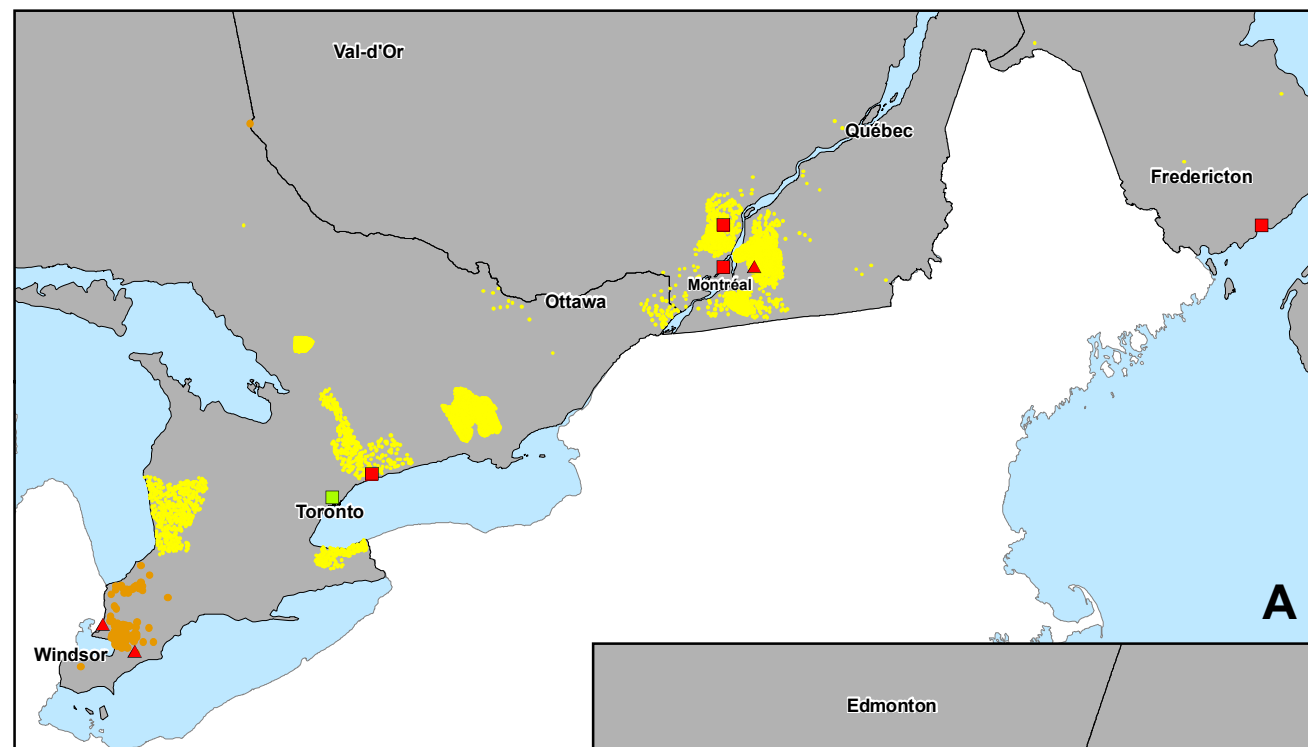 Val-d'Or
Québec
Fredericton
Montréal
Ottawa
Toronto
A
Windsor
Edmonton